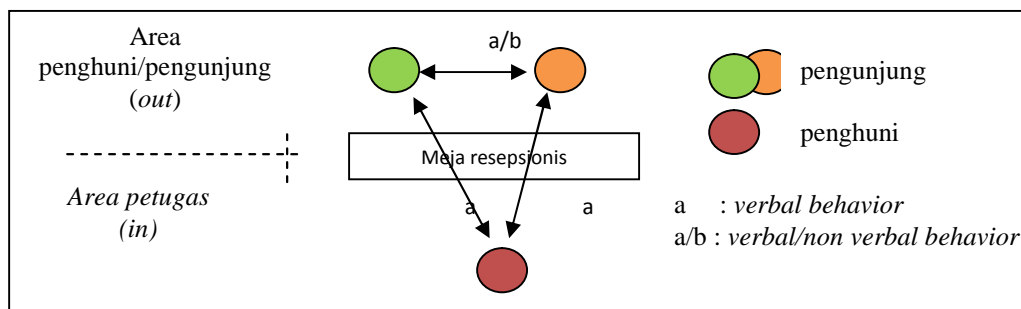 Area
penghuni/pengunjung
(out)
a/b
Meja resepsionis
Area petugas
(in)
a
a
pengunjung
penghuni
a : verbal behavior
a/b : verbal/non verbal behavior